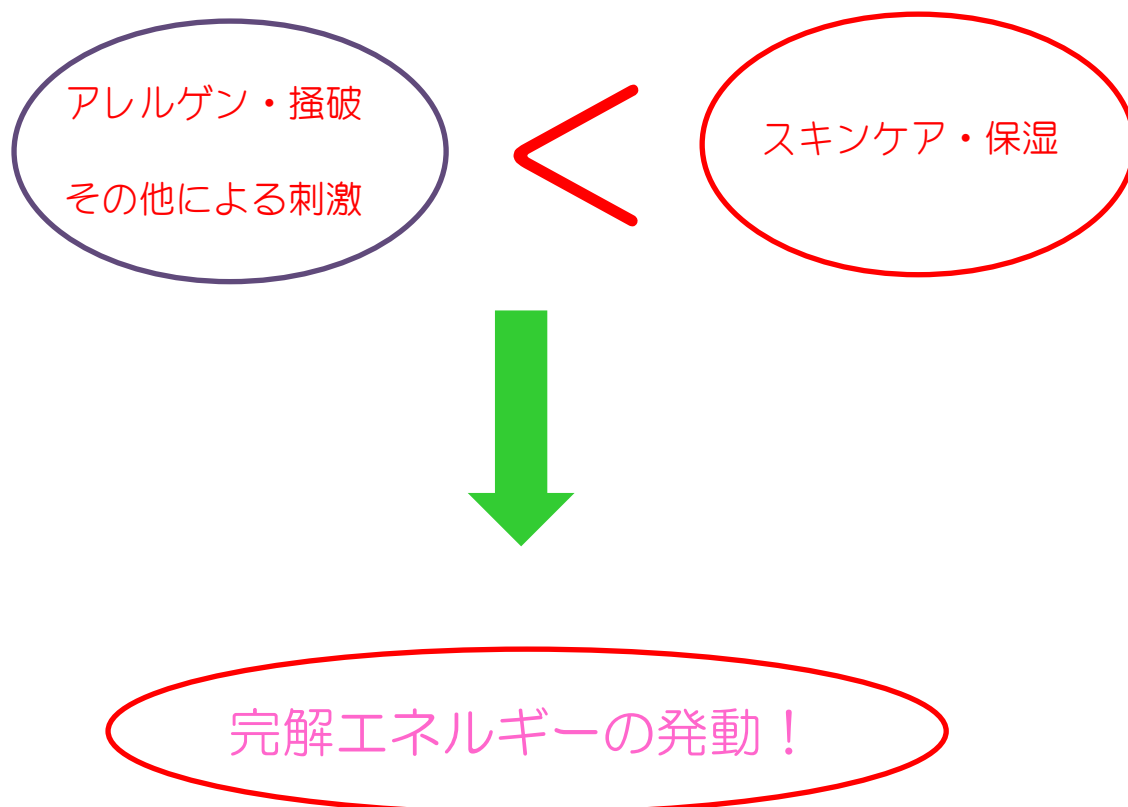 アレルゲン・掻破
その他による刺激
<
スキンケア・保湿
完解エネルギーの発動！